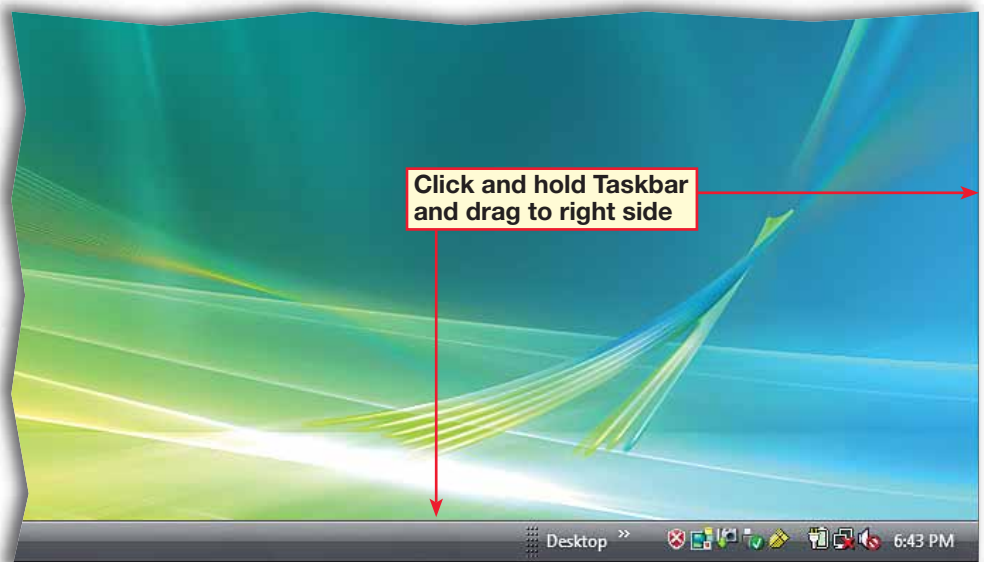 Click and hold Taskbar
and drag to right side
Desktop »
6:43 PM